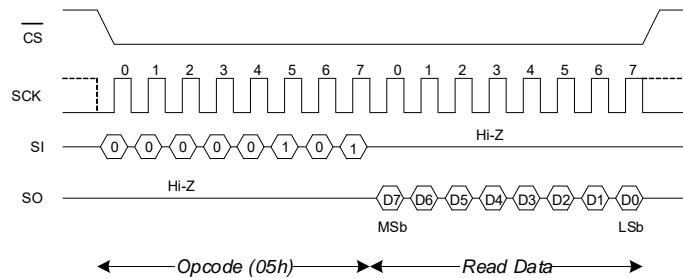 CS
0 1 2 3 4 5 6 7 0 1 2 3 4 5 6 7
SCK
Hi-Z
SI 0 0 0 0 0 1 0 1
Hi-Z
SO D7 D6 D5 D4 D3 D2 D1 D0
MSb LSb
Opcode (05h) Read Data